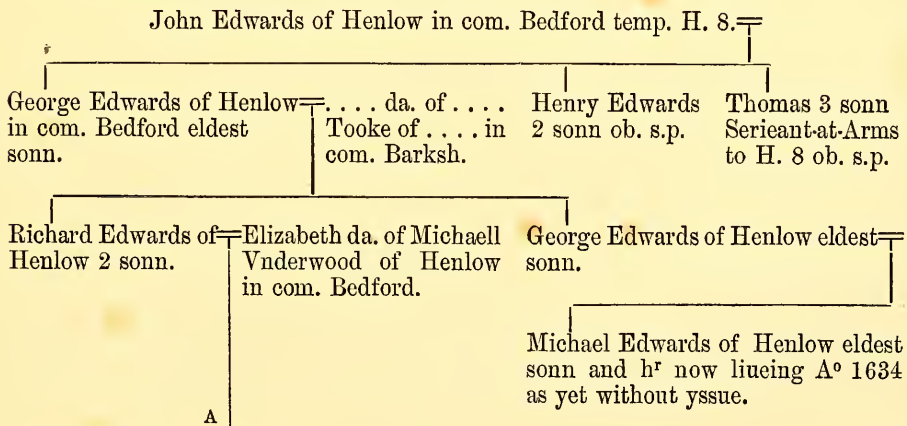 John Edwards of Henlow in com. Bedford temp. H. 8.
George Edwards of Henlow
in com. Bedford eldest
sonn.
. . . . da. of . . . .
Tooke of . . . . in
com. Barksh.
Henry Edwards
2 sonn ob. s.p.
Thomas 3 sonn
Serieant-at-Arms
to H. 8 ob. s.p.
Richard Edwards of
Henlow 2 sonn.
Elizabeth da. of Michaell
Vnderwood of Henlow
in com. Bedford.
George Edwards of Henlow eldest
sonn.
Michael Edwards of Henlow eldest
sonn and hʳ now liueing Aº 1634
as yet without yssue.
A